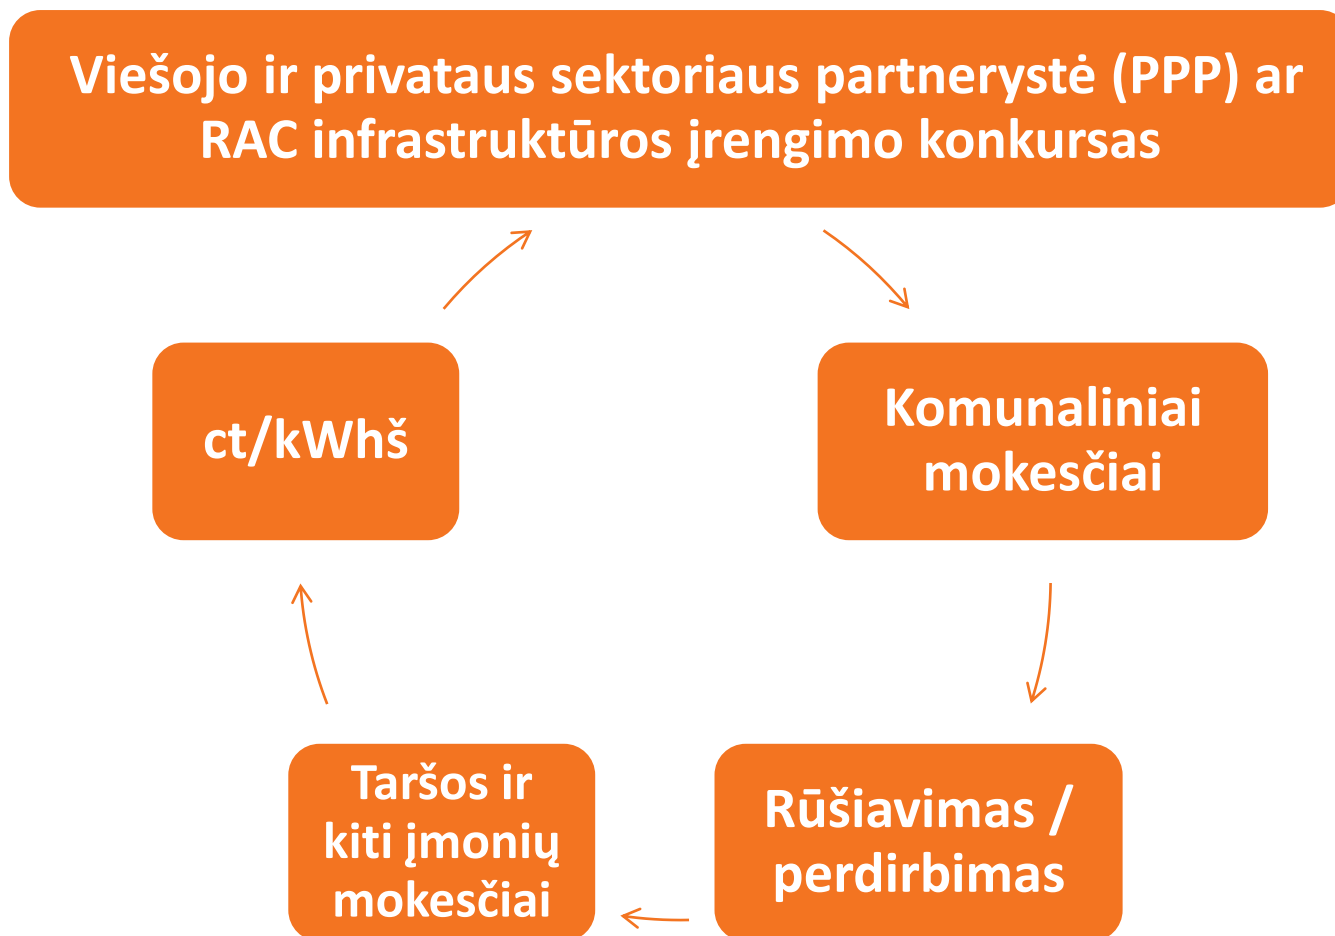 Viešojo ir privataus sektoriaus partnerystė (PPP) ar
RAC infrastruktūros įrengimo konkursas
Komunaliniai
mokesčiai
Rūšiavimas /
perdirbimas
Taršos ir
kiti įmonių
mokesčiai
ct/kWhš